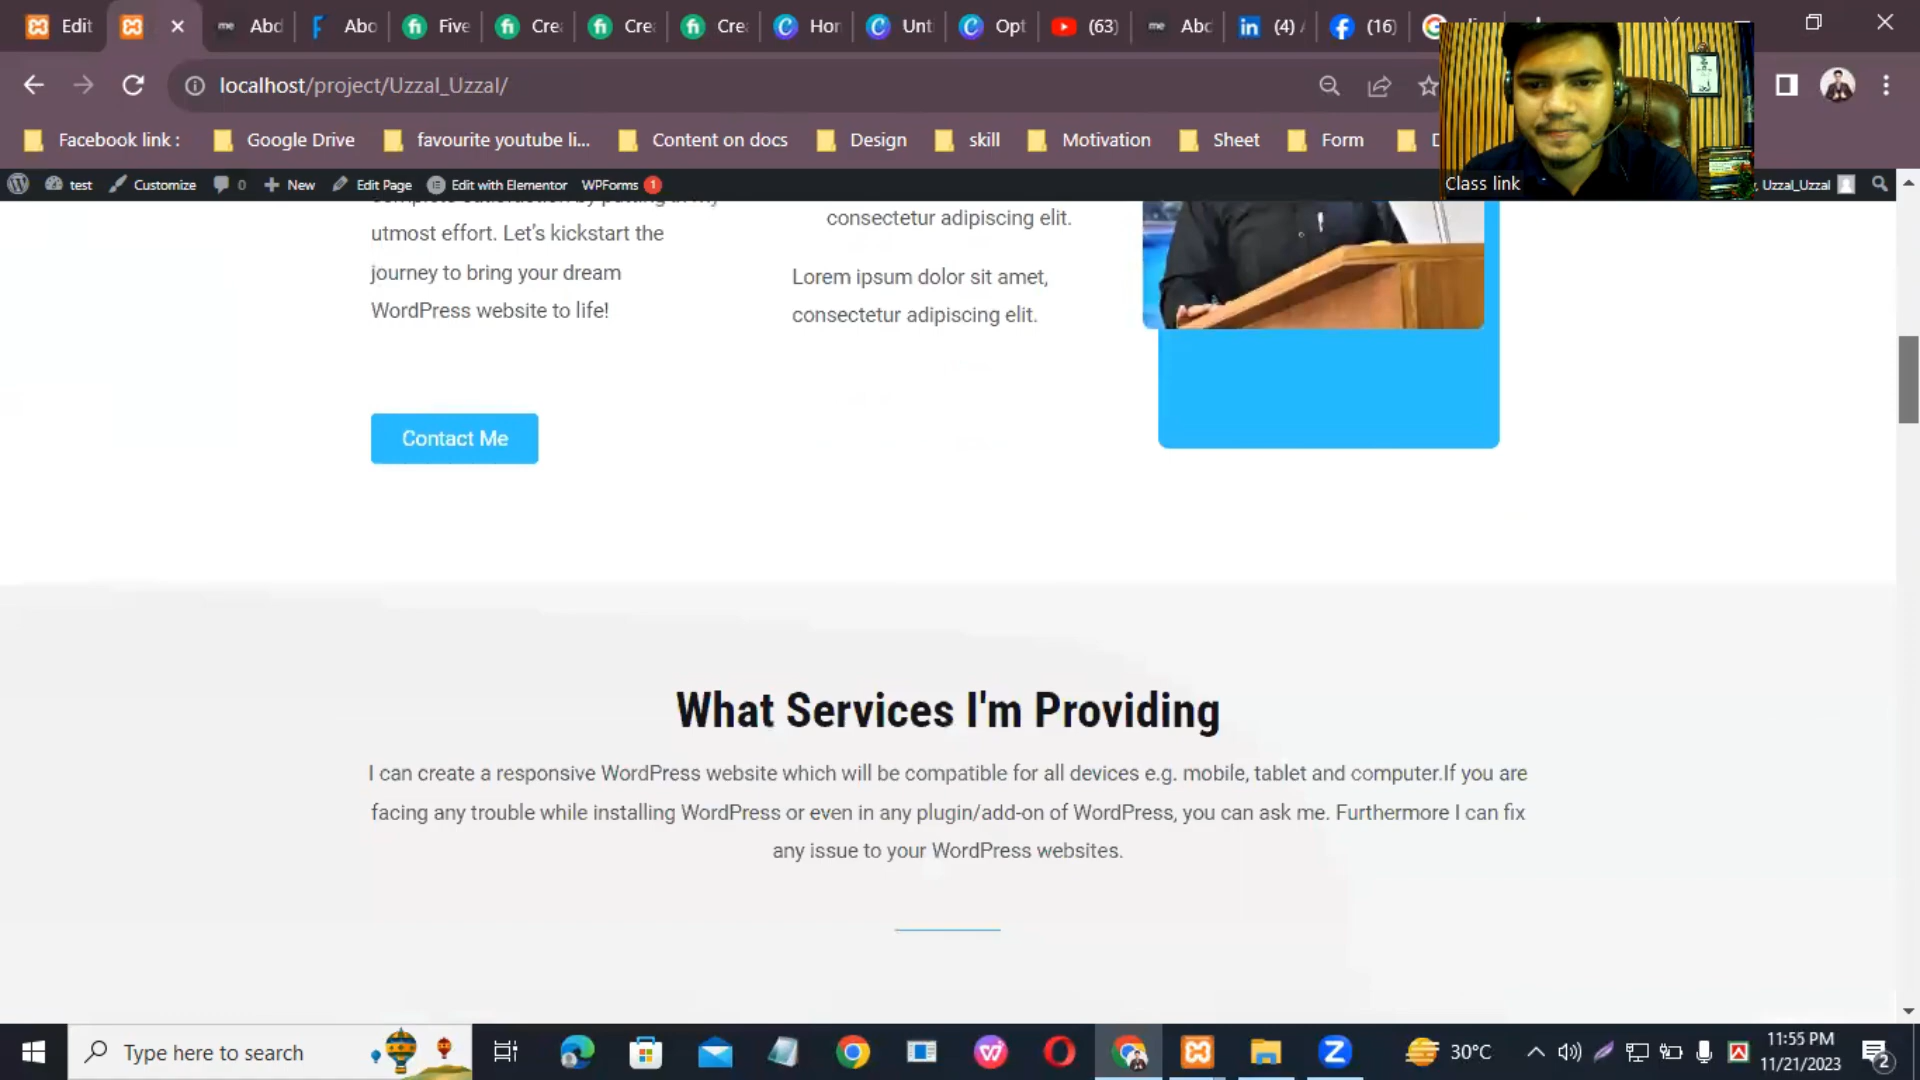 Edit
Abd
Abo
Five
Cre
Cre
Cre
Hor
Unt
Opt
(63)
Abd
(4) /
(16)
localhost/project/Uzzal_Uzzal/
Facebook link :
Google Drive
favourite youtube li...
Content on docs
Design
skill
Motivation
Sheet
Form
D
test
Customize
0
New
Edit Page
Edit with Elementor
WPForms 1
Class link
, Uzzal_Uzzal
utmost effort. Let's kickstart the
journey to bring your dream
WordPress website to life!
consectetur adipiscing elit.
Lorem ipsum dolor sit amet,
consectetur adipiscing elit.
Contact Me
What Services I'm Providing
I can create a responsive WordPress website which will be compatible for all devices e.g. mobile, tablet and computer.If you are
facing any trouble while installing WordPress or even in any plugin/add-on of WordPress, you can ask me. Furthermore I can fix
any issue to your WordPress websites.
Type here to search
30°C
11:55 PM
11/21/2023
2